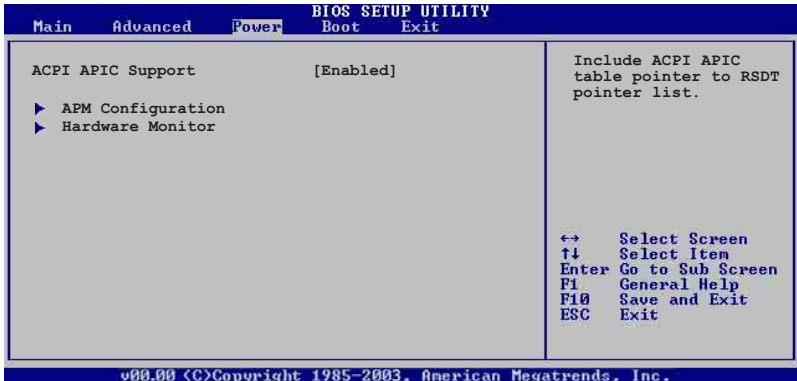 BIOS SETUP UTILITY
Main Advanced Power Boot Exit
ACPI APIC Support [Enabled]
APM Configuration
Hardware Monitor
Include ACPI APIC
table pointer to RSDT
pointer list.
←→ Select Screen
↑↓ Select Item
Enter Go to Sub Screen
F1 General Help
F10 Save and Exit
ESC Exit
v00.00 (C)Copyright 1985-2003, American Megatrends, Inc.